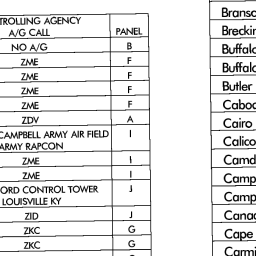 TROLLING AGENCY
A/G CALL PANEL
NO A/G B
ZME F
ZME F
ZME F
ZME F
ZDV A
CAMPBELL ARMY AIR FIELD I
ARMY RAPCON
ZME I
ZME I
ORD CONTROL TOWER J
LOUISVILLE KY
ZID J
ZKC G
ZKC G
Branso
Breckin
Buffalo
Buffalo
Butler
Caboo
Cairo
Calico
Camd
Camp
Camp
Cana
Cape
Carmi